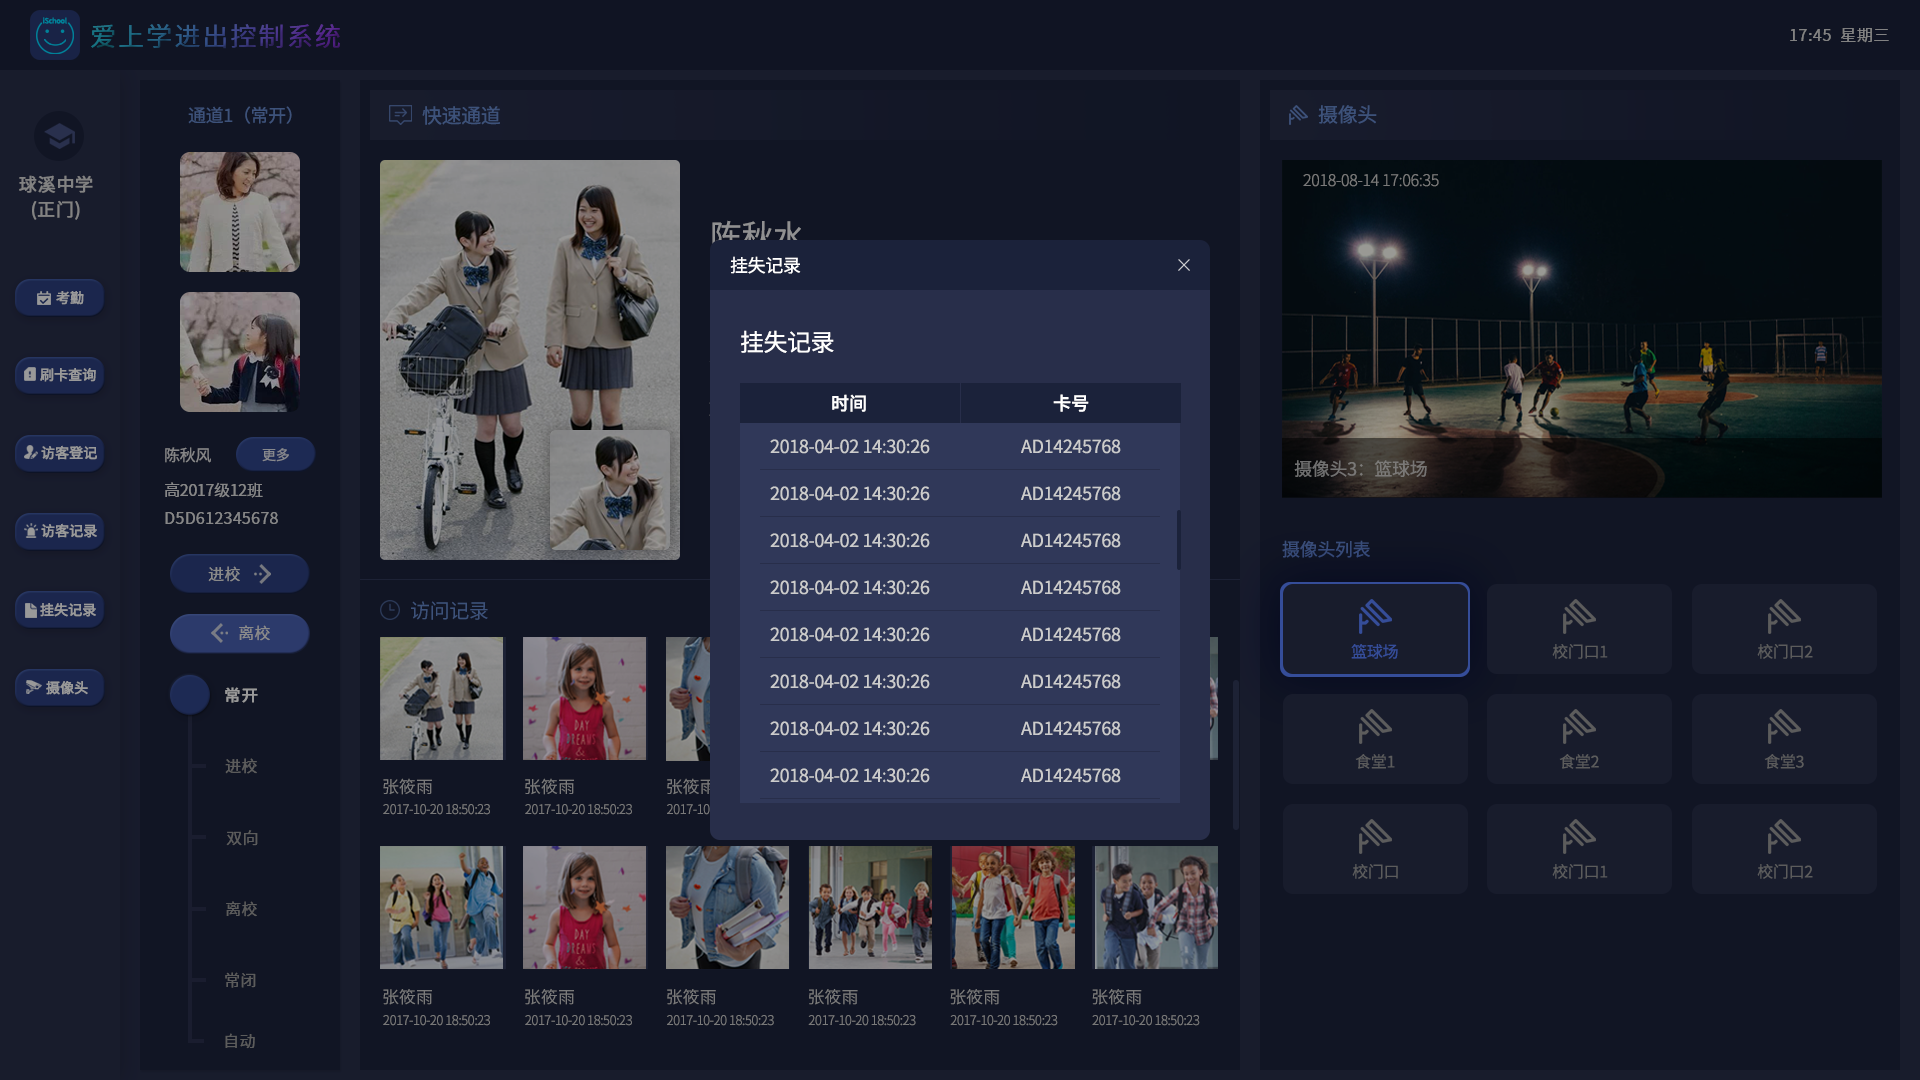 iSchool
爱上学进出控制系统
17:45 星期三
球溪中学
(正门)
考勤
刷卡查询
访客登记
访客记录
挂失记录
摄像头
通道1（常开）
陈秋风
更多
高2017级12班
D5D612345678
进校
离校
常开
进校
双向
离校
常闭
自动
快速通道
陈秋水
访问记录
张筱雨
2017-10-20 18:50:23
张筱雨
2017-10-20 18:50:23
张筱雨
2017-10
DAY
DREAMS
&
张筱雨
2017-10-20 18:50:23
张筱雨
2017-10-20 18:50:23
张筱雨
2017-10-20 18:50:23
张筱雨
2017-10-20 18:50:23
张筱雨
2017-10-20 18:50:23
张筱雨
2017-10-20 18:50:23
DAY
DREAMS
&
挂失记录
挂失记录
时间 卡号
2018-04-02 14:30:26 AD14245768
2018-04-02 14:30:26 AD14245768
2018-04-02 14:30:26 AD14245768
2018-04-02 14:30:26 AD14245768
2018-04-02 14:30:26 AD14245768
2018-04-02 14:30:26 AD14245768
2018-04-02 14:30:26 AD14245768
2018-04-02 14:30:26 AD14245768
摄像头
2018-08-14 17:06:35
摄像头3：篮球场
摄像头列表
篮球场
校门口1
校门口2
食堂1
食堂2
食堂3
校门口
校门口1
校门口2